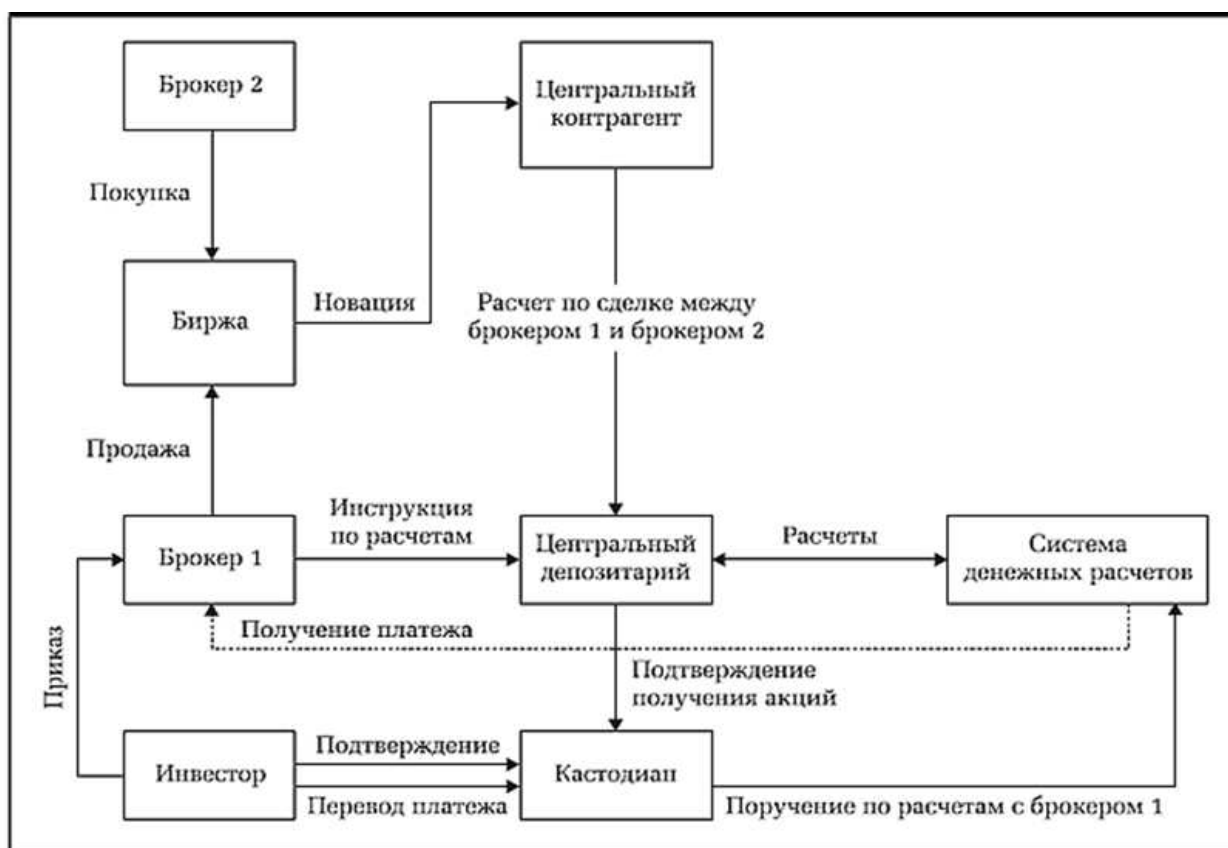 Брокер 2
Центральный
контрагент
Покупка
Биржа
Новация
Расчет по сделке между
брокером 1 и брокером 2
Продажа
Брокер 1
Инструкция
по расчетам
Центральный
депозитарий
Расчеты
Система
денежных расчетов
Получение платежа
Приказ
Подтверждение
получения акций
Инвестор
Подтверждение
Перевод платежа
Кастодиан
Поручение по расчетам с брокером 1